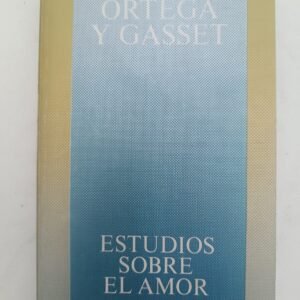 ORTEGA
Y GASSET
ESTUDIOS
SOBRE
EL AMOR